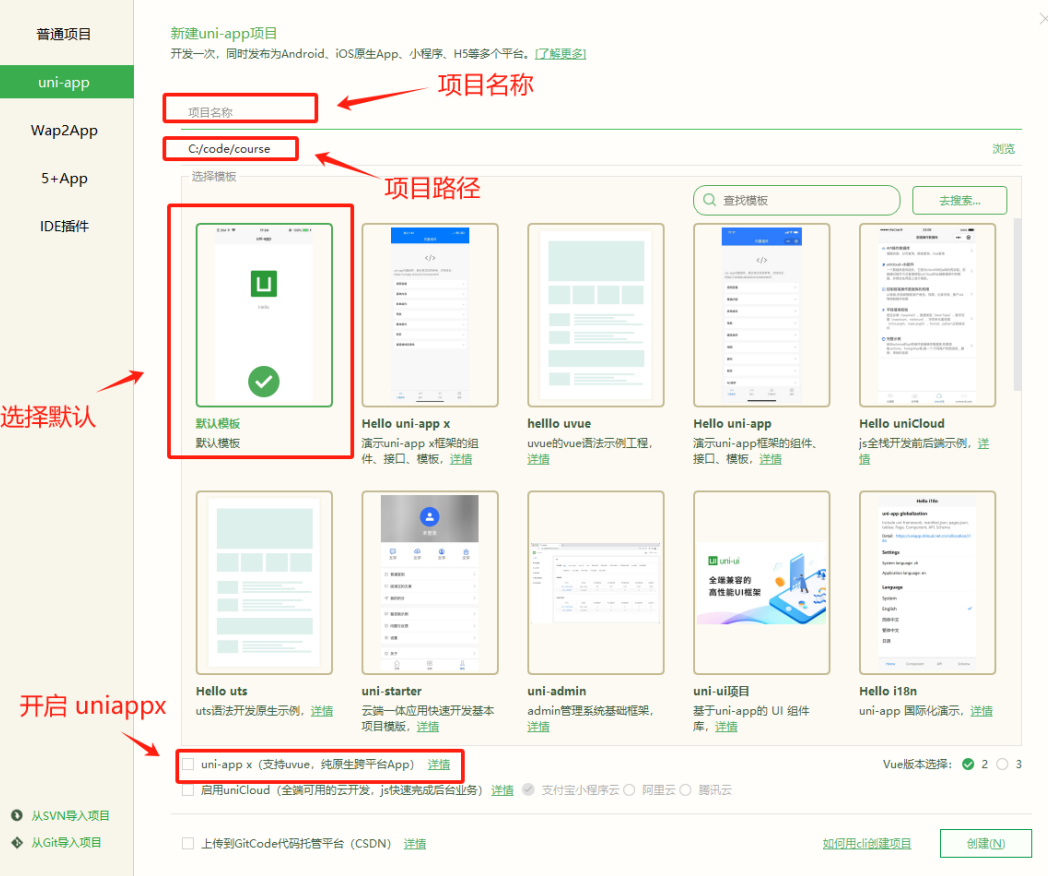 普通项目
uni-app
Wap2App
5+App
IDE插件
新建uni-app项目
开发一次，同时发布为Android、iOS原生App、小程序、H5等多个平台。[了解更多]
项目名称
项目名称
C:/code/course
浏览
项目路径
选择模板
查找模板
去搜索...
选择默认
默认模板
默认模板
Hello uni-app x
演示uni-app x框架的组
件、接口、模板，详情
hello uvue
uvue的vue语法示例工程，
详情
Hello uni-app
演示uni-app框架的组件、
接口、模板，详情
Hello uniCloud
js全栈开发前后端示例，详
情
uni-ui
全端兼容的
高性能UI框架
Hello i18n
uni-app globalization
Settings
Language
System
English
Hello uts
uts语法开发原生示例，详情
uni-starter
云端一体应用快速开发基本
项目模版，详情
uni-admin
admin管理系统基础框架，
详情
uni-ui项目
基于uni-app的 UI 组件
库，详情
Hello i18n
uni-app 国际化演示，详情
开启 uniappx
uni-app x（支持uvue，纯原生跨平台App） 详情
Vue版本选择： 2 3
启用uniCloud（全端可用的云开发，js快速完成后台业务） 详情 支付宝小程序云 阿里云 腾讯云
从SVN导入项目
从Git导入项目
上传到GitCode代码托管平台（CSDN） 详情
如何用cli创建项目
创建(N)